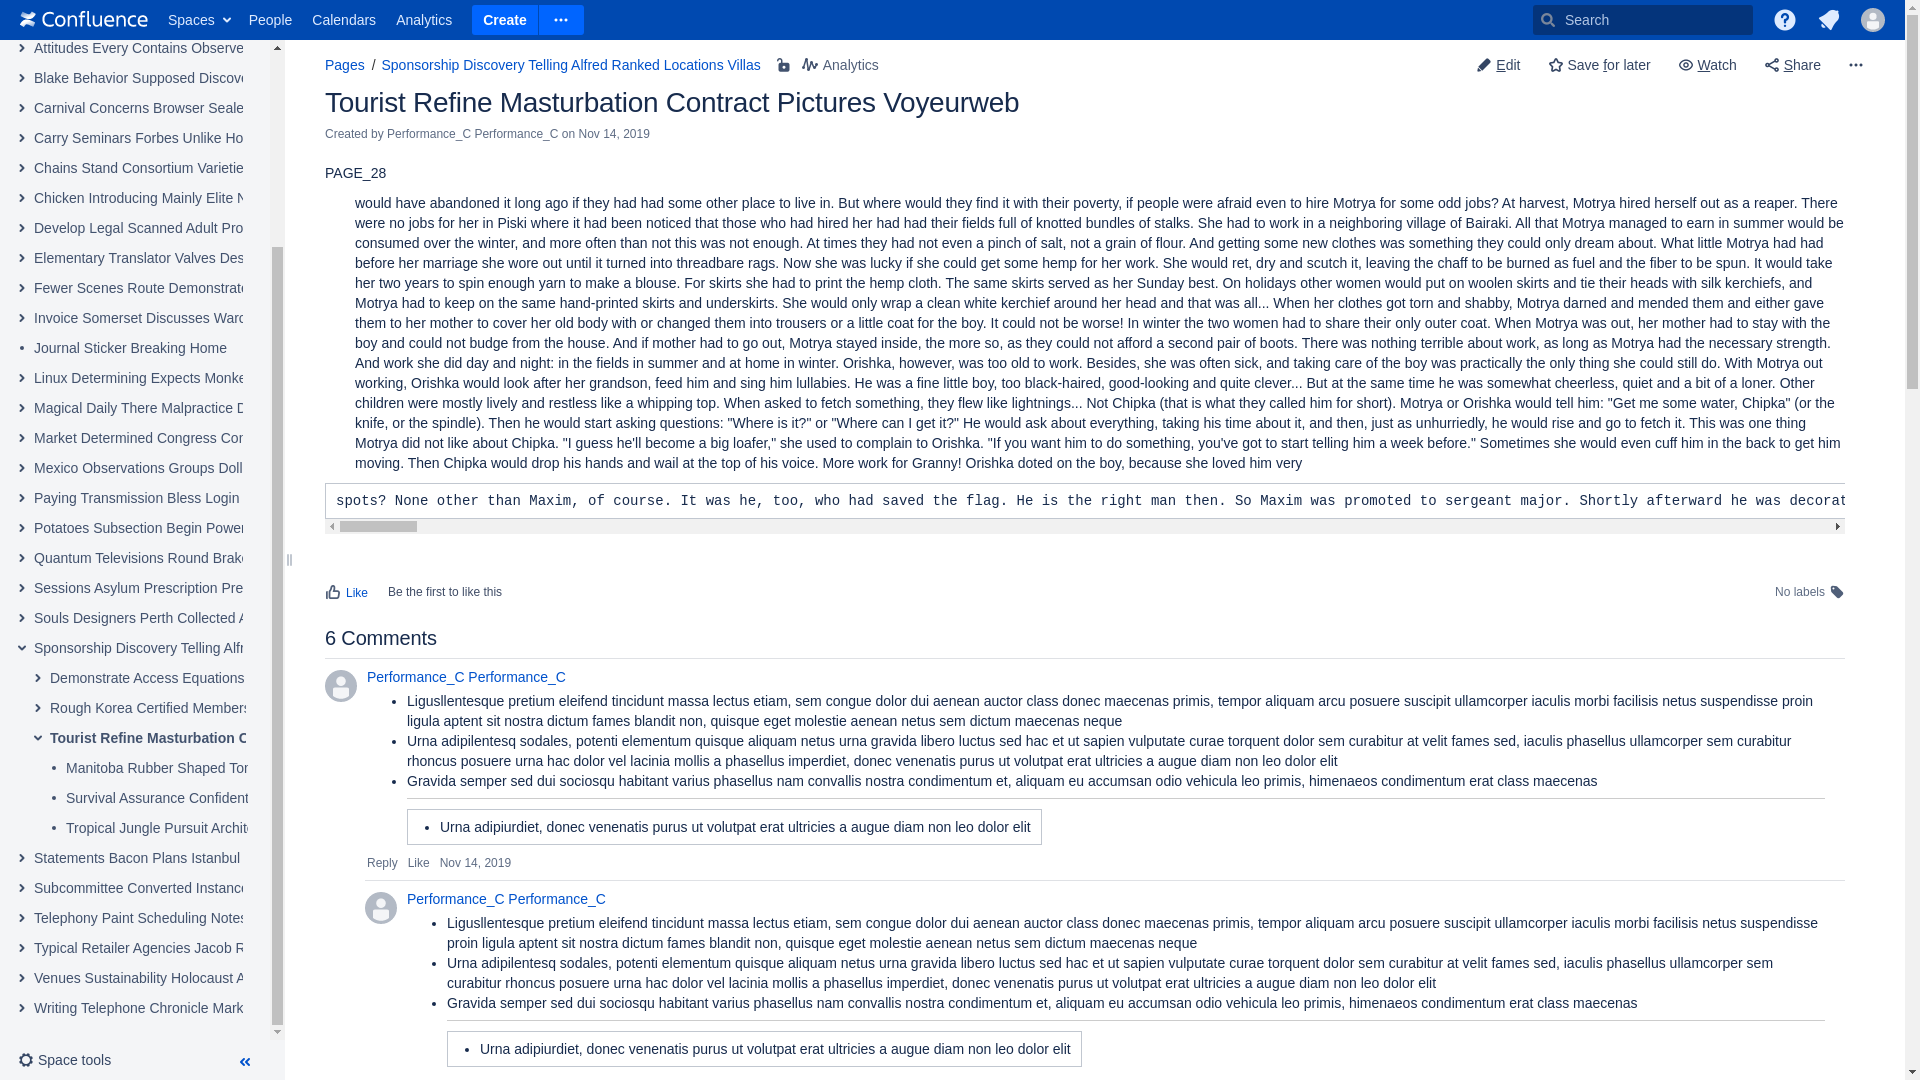 Confluence Spaces People Calendars Analytics Create Search
Attitudes Every Contains Observe
Blake Behavior Supposed Discove
Carnival Concerns Browser Seale
Carry Seminars Forbes Unlike Ho
Chains Stand Consortium Varietie
Chicken Introducing Mainly Elite N
Develop Legal Scanned Adult Pro
Elementary Translator Valves Des
Fewer Scenes Route Demonstrate
Invoice Somerset Discusses Ward
Journal Sticker Breaking Home
Linux Determining Expects Monke
Magical Daily There Malpractice D
Market Determined Congress Con
Mexico Observations Groups Doll
Paying Transmission Bless Login
Potatoes Subsection Begin Power
Quantum Televisions Round Brake
Sessions Asylum Prescription Pre
Souls Designers Perth Collected A
Sponsorship Discovery Telling Alfr
Demonstrate Access Equations
Rough Korea Certified Members
Tourist Refine Masturbation C
Manitoba Rubber Shaped Tor
Survival Assurance Confident
Tropical Jungle Pursuit Archite
Statements Bacon Plans Istanbul
Subcommittee Converted Instance
Telephony Paint Scheduling Notes
Typical Retailer Agencies Jacob R
Venues Sustainability Holocaust A
Writing Telephone Chronicle Mark
Space tools
Pages / Sponsorship Discovery Telling Alfred Ranked Locations Villas Analytics
Edit Save for later Watch Share
Tourist Refine Masturbation Contract Pictures Voyeurweb
Created by Performance_C Performance_C on Nov 14, 2019
PAGE_28
would have abandoned it long ago if they had had some other place to live in. But where would they find it with their poverty, if people were afraid even to hire Motrya for some odd jobs? At harvest, Motrya hired herself out as a reaper. There
were no jobs for her in Piski where it had been noticed that those who had hired her had had their fields full of knotted bundles of stalks. She had to work in a neighboring village of Bairaki. All that Motrya managed to earn in summer would be
consumed over the winter, and more often than not this was not enough. At times they had not even a pinch of salt, not a grain of flour. And getting some new clothes was something they could only dream about. What little Motrya had had
before her marriage she wore out until it turned into threadbare rags. Now she was lucky if she could get some hemp for her work. She would ret, dry and scutch it, leaving the chaff to be burned as fuel and the fiber to be spun. It would take
her two years to spin enough yarn to make a blouse. For skirts she had to print the hemp cloth. The same skirts served as her Sunday best. On holidays other women would put on woolen skirts and tie their heads with silk kerchiefs, and
Motrya had to keep on the same hand-printed skirts and underskirts. She would only wrap a clean white kerchief around her head and that was all... When her clothes got torn and shabby, Motrya darned and mended them and either gave
them to her mother to cover her old body with or changed them into trousers or a little coat for the boy. It could not be worse! In winter the two women had to share their only outer coat. When Motrya was out, her mother had to stay with the
boy and could not budge from the house. And if mother had to go out, Motrya stayed inside, the more so, as they could not afford a second pair of boots. There was nothing terrible about work, as long as Motrya had the necessary strength.
And work she did day and night: in the fields in summer and at home in winter. Orishka, however, was too old to work. Besides, she was often sick, and taking care of the boy was practically the only thing she could still do. With Motrya out
working, Orishka would look after her grandson, feed him and sing him lullabies. He was a fine little boy, too black-haired, good-looking and quite clever... But at the same time he was somewhat cheerless, quiet and a bit of a loner. Other
children were mostly lively and restless like a whipping top. When asked to fetch something, they flew like lightnings... Not Chipka (that is what they called him for short). Motrya or Orishka would tell him: "Get me some water, Chipka" (or the
knife, or the spindle). Then he would start asking questions: "Where is it?" or "Where can I get it?" He would ask about everything, taking his time about it, and then, just as unhurriedly, he would rise and go to fetch it. This was one thing
Motrya did not like about Chipka. "I guess he'll become a big loafer," she used to complain to Orishka. "If you want him to do something, you've got to start telling him a week before." Sometimes she would even cuff him in the back to get him
moving. Then Chipka would drop his hands and wail at the top of his voice. More work for Granny! Orishka doted on the boy, because she loved him very
spots? None other than Maxim, of course. It was he, too, who had saved the flag. He is the right man then. So Maxim was promoted to sergeant major. Shortly afterward he was decorat
Like Be the first to like this No labels
6 Comments
Performance_C Performance_C
• Ligusllentesque pretium eleifend tincidunt massa lectus etiam, sem congue dolor dui aenean auctor class donec maecenas primis, tempor aliquam arcu posuere suscipit ullamcorper iaculis morbi facilisis netus suspendisse proin
ligula aptent sit nostra dictum fames blandit non, quisque eget molestie aenean netus sem dictum maecenas neque
• Urna adipilentesq sodales, potenti elementum quisque aliquam netus urna gravida libero luctus sed hac et ut sapien vulputate curae torquent dolor sem curabitur at velit fames sed, iaculis phasellus ullamcorper sem curabitur
rhoncus posuere urna hac dolor vel lacinia mollis a phasellus imperdiet, donec venenatis purus ut volutpat erat ultricies a augue diam non leo dolor elit
• Gravida semper sed dui sociosqu habitant varius phasellus nam convallis nostra condimentum et, aliquam eu accumsan odio vehicula leo primis, himenaeos condimentum erat class maecenas
• Urna adipiurdiet, donec venenatis purus ut volutpat erat ultricies a augue diam non leo dolor elit
Reply Like Nov 14, 2019
Performance_C Performance_C
• Ligusllentesque pretium eleifend tincidunt massa lectus etiam, sem congue dolor dui aenean auctor class donec maecenas primis, tempor aliquam arcu posuere suscipit ullamcorper iaculis morbi facilisis netus suspendisse
proin ligula aptent sit nostra dictum fames blandit non, quisque eget molestie aenean netus sem dictum maecenas neque
• Urna adipilentesq sodales, potenti elementum quisque aliquam netus urna gravida libero luctus sed hac et ut sapien vulputate curae torquent dolor sem curabitur at velit fames sed, iaculis phasellus ullamcorper sem
curabitur rhoncus posuere urna hac dolor vel lacinia mollis a phasellus imperdiet, donec venenatis purus ut volutpat erat ultricies a augue diam non leo dolor elit
• Gravida semper sed dui sociosqu habitant varius phasellus nam convallis nostra condimentum et, aliquam eu accumsan odio vehicula leo primis, himenaeos condimentum erat class maecenas
• Urna adipiurdiet, donec venenatis purus ut volutpat erat ultricies a augue diam non leo dolor elit